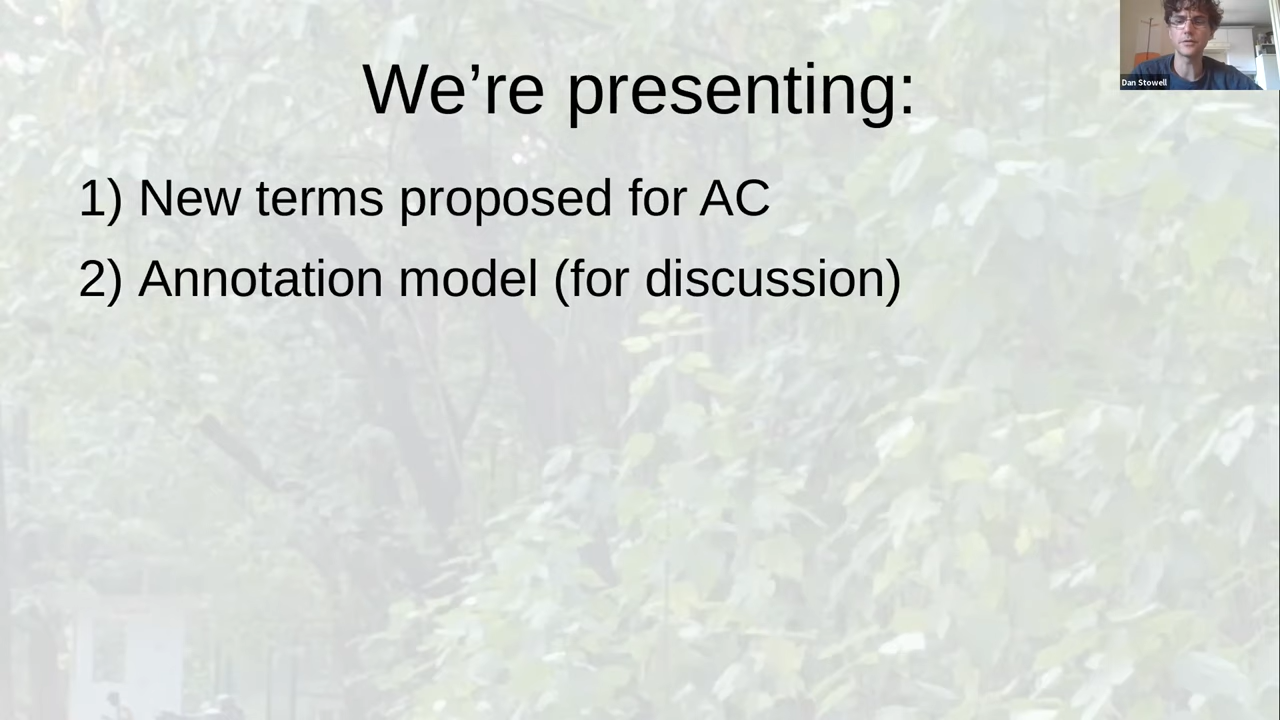 We’re presenting:
Dan Stowell
1) New terms proposed for AC
2) Annotation model (for discussion)